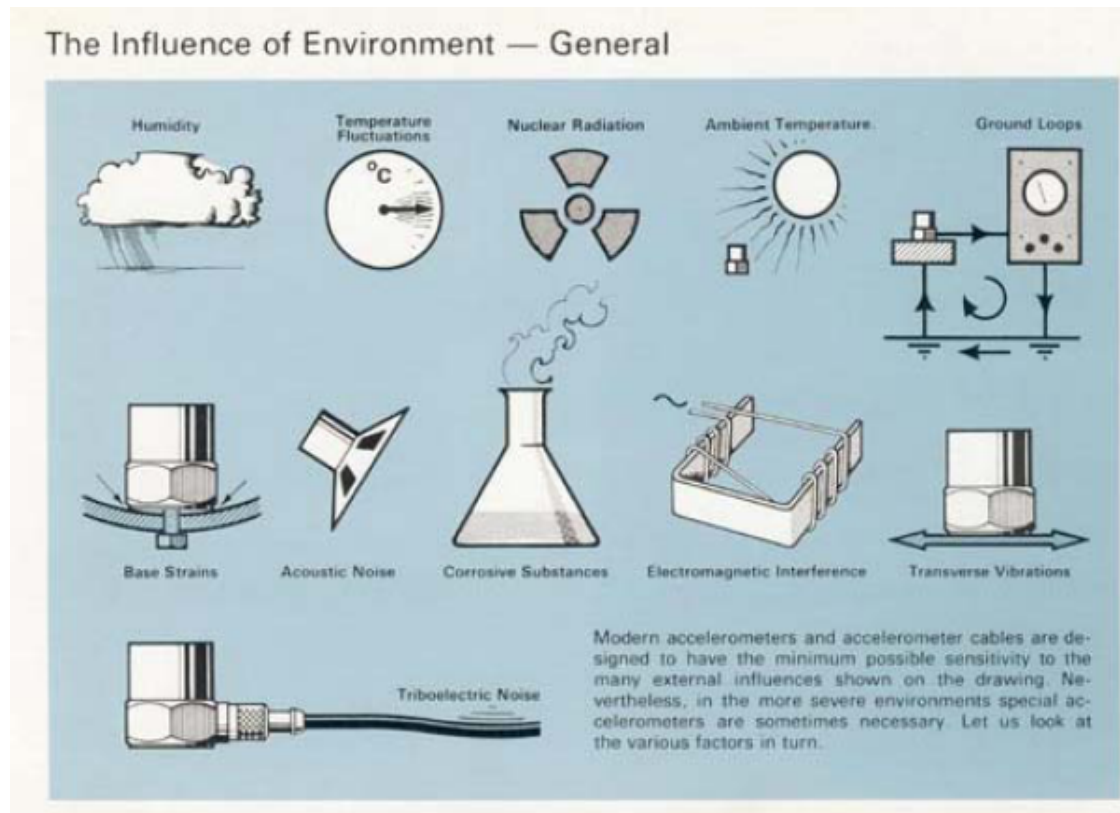 The Influence of Environment — General
Humidity
Temperature
Fluctuations
Nuclear Radiation
Ambient Temperature.
Ground Loops
°C
Base Strains
Acoustic Noise
Corrosive Substances
~
Electromagnetic Interference
Transverse Vibrations
Triboelectric Noise
Modern accelerometers and accelerometer cables are de-
signed to have the minimum possible sensitivity to the
many external influences shown on the drawing. Ne-
vertheless, in the more severe environments special ac-
celerometers are sometimes necessary. Let us look at
the various factors in turn.